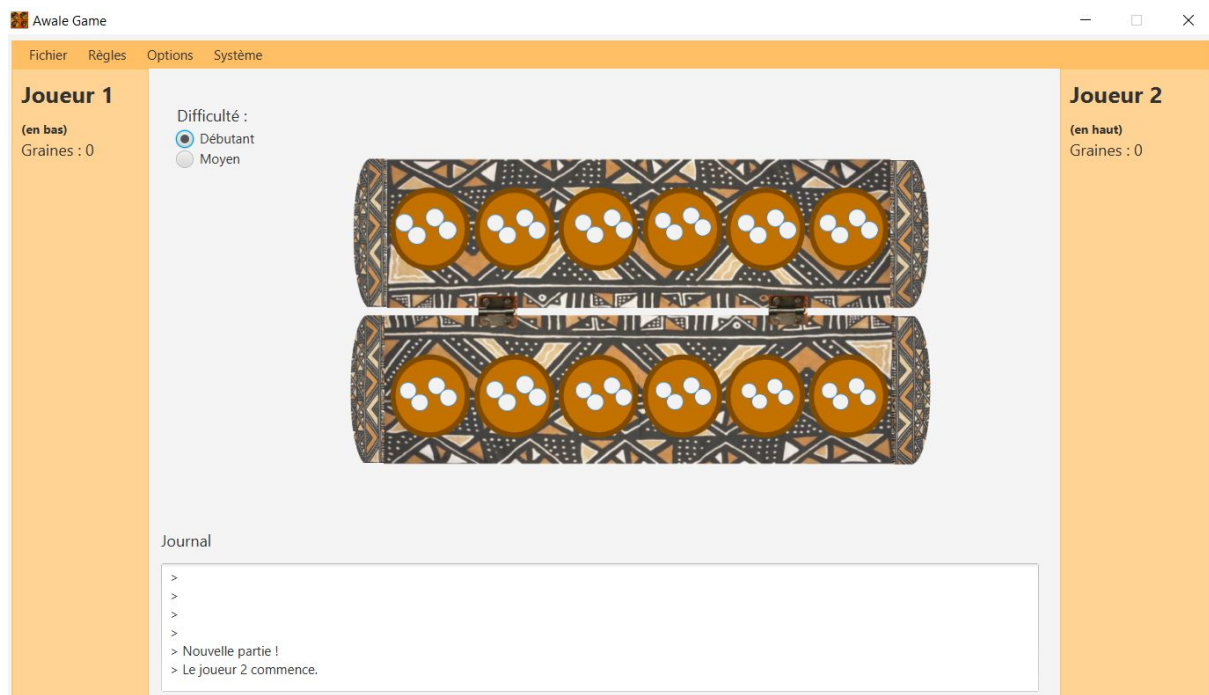 Awale Game
Fichier Règles Options Système
Joueur 1
(en bas)
Graines : 0
Difficulté :
Débutant
Moyen
Joueur 2
(en haut)
Graines : 0
Journal
>
>
>
>
> Nouvelle partie !
> Le joueur 2 commence.